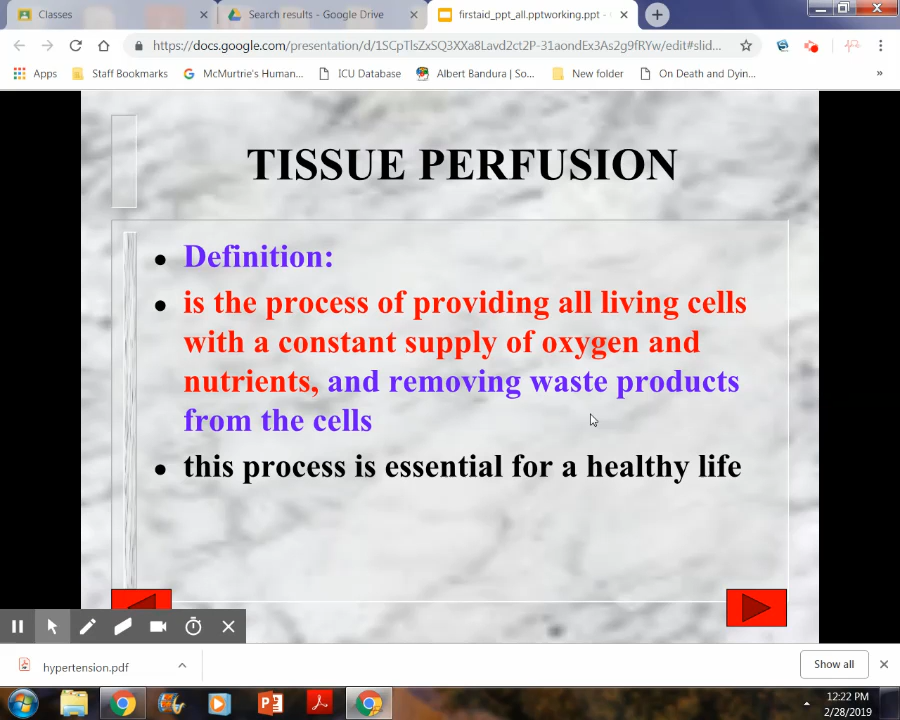 Classes
Search results - Google Drive
firstaid_ppt_all.pptworking.ppt -
https://docs.google.com/presentation/d/1SCpTlsZxSQ3XXa8Lavd2ct2P-31aondEx3As2g9fRYw/edit#slid...
Apps Staff Bookmarks McMurtrie's Human... ICU Database Albert Bandura | So... New folder On Death and Dyin... »
TISSUE PERFUSION
• Definition:
• is the process of providing all living cells
with a constant supply of oxygen and
nutrients, and removing waste products
from the cells
• this process is essential for a healthy life
hypertension.pdf
Show all
12:22 PM
2/28/2019